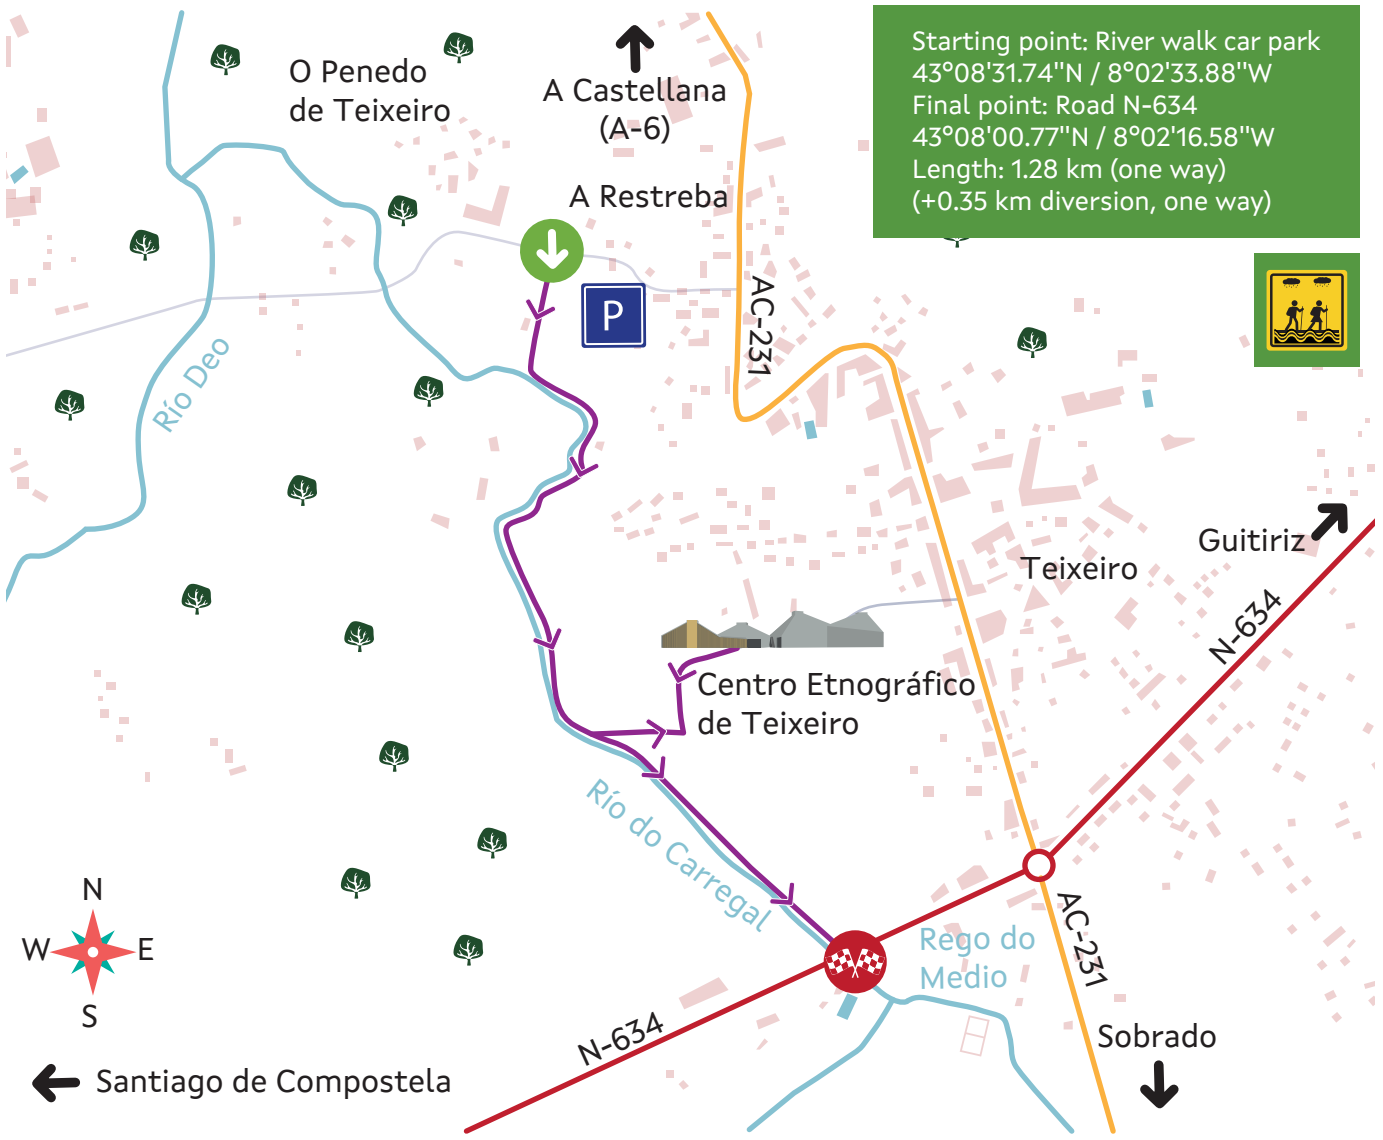 O Penedo
de Teixeiro
A Castellana
(A-6)
A Restreba
Starting point: River walk car park
43°08'31.74"N / 8°02'33.88"W
Final point: Road N-634
43°08'00.77"N / 8°02'16.58"W
Length: 1.28 km (one way)
(+0.35 km diversion, one way)
P
AC-231
Río Deo
Guitiriz
Teixeiro
N-634
Centro Etnográfico
de Teixeiro
Río do Carregal
N
W
E
S
AC-231
Rego do
Medio
N-634
Sobrado
Santiago de Compostela